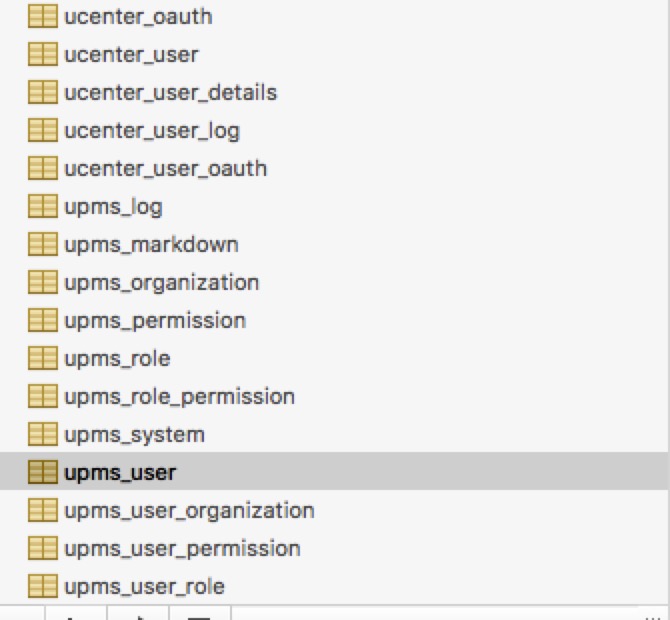 ucenter_oauth
ucenter_user
ucenter_user_details
ucenter_user_log
ucenter_user_oauth
upms_log
upms_markdown
upms_organization
upms_permission
upms_role
upms_role_permission
upms_system
upms_user
upms_user_organization
upms_user_permission
upms_user_role